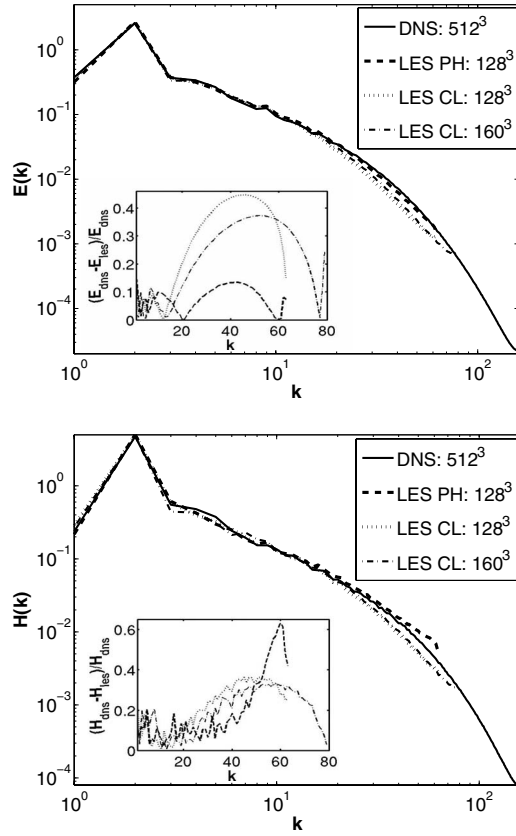 10⁰
10⁻¹
10⁻²
10⁻³
10⁻⁴
E(k)
DNS: 512³
LES PH: 128³
LES CL: 128³
LES CL: 160³
(E_dns-E_les)/E_dns
0.4
0.3
0.2
0.1
0
0 20 40 60 80
k
10⁰ 10¹ 10²
k
10⁰
10⁻¹
10⁻²
10⁻³
10⁻⁴
H(k)
DNS: 512³
LES PH: 128³
LES CL: 128³
LES CL: 160³
(H_dns-H_les)/H_dns
0.6
0.4
0.2
0
0 20 40 60 80
k
10⁰ 10¹ 10²
k